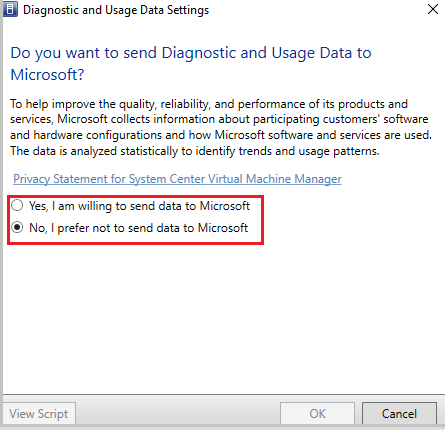 Diagnostic and Usage Data Settings
Do you want to send Diagnostic and Usage Data to
Microsoft?
To help improve the quality, reliability, and performance of its products and
services, Microsoft collects information about participating customers' software
and hardware configurations and how Microsoft software and services are used.
The data is analyzed statistically to identify trends and usage patterns.
Privacy Statement for System Center Virtual Machine Manager
Yes, I am willing to send data to Microsoft
No, I prefer not to send data to Microsoft
View Script
OK
Cancel